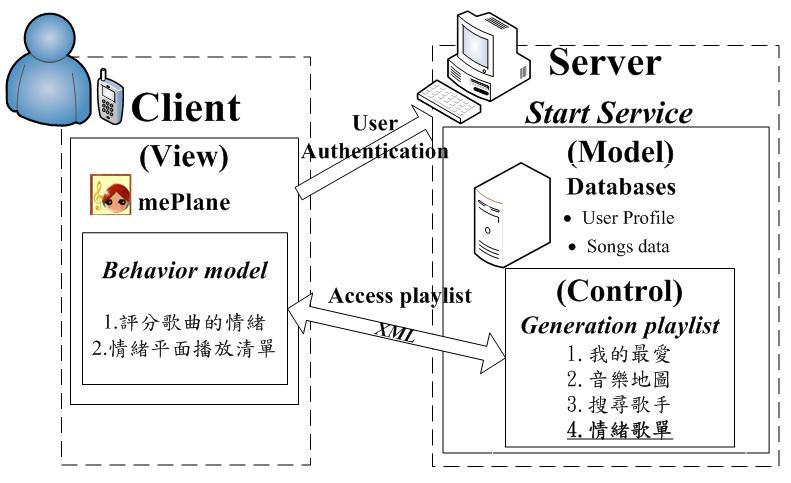 Client
(View)
mePlane
Behavior model
1.評分歌曲的情緒
2.情緒平面播放清單
User
Authentication
Access playlist
XML
Server
Start Service
(Model)
Databases
• User Profile
• Songs data
(Control)
Generation playlist
1. 我的最愛
2. 音樂地圖
3. 搜尋歌手
4. 情緒歌單